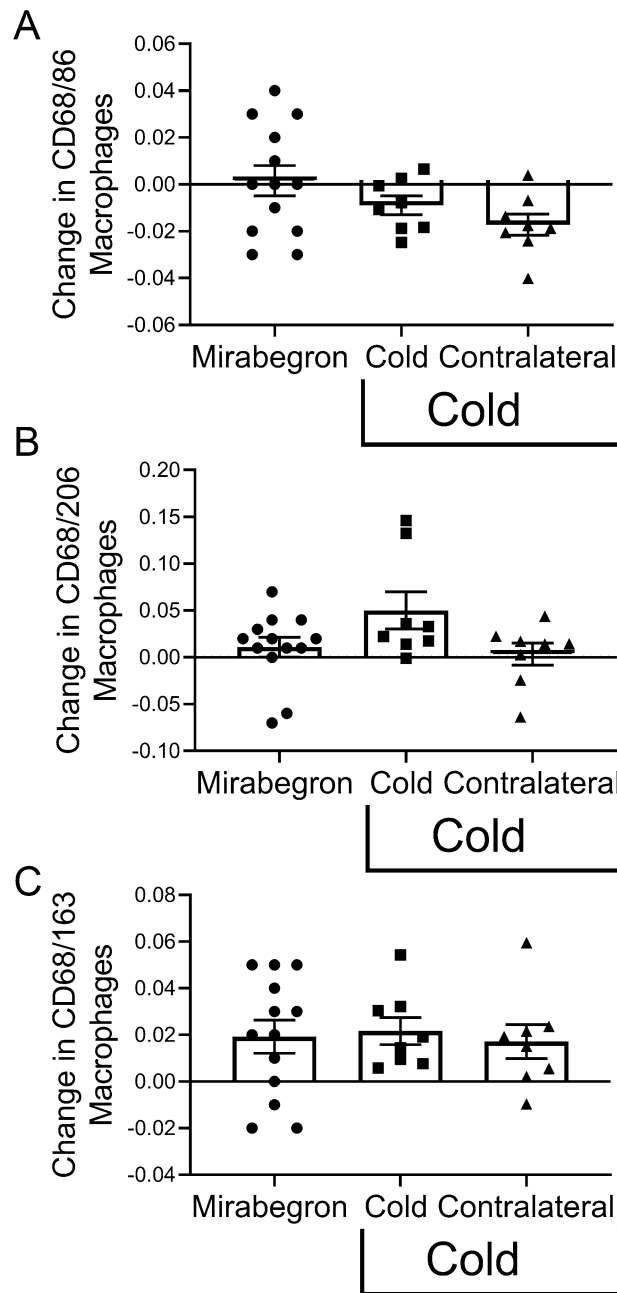 A
Change in CD68/86
Macrophages
0.06
0.04
0.02
0.00
-0.02
-0.04
-0.06
Mirabegron Cold Contralateral
Cold
B
Change in CD68/206
Macrophages
0.20
0.15
0.10
0.05
0.00
-0.05
-0.10
Mirabegron Cold Contralateral
Cold
C
Change in CD68/163
Macrophages
0.08
0.06
0.04
0.02
0.00
-0.02
-0.04
Mirabegron Cold Contralateral
Cold